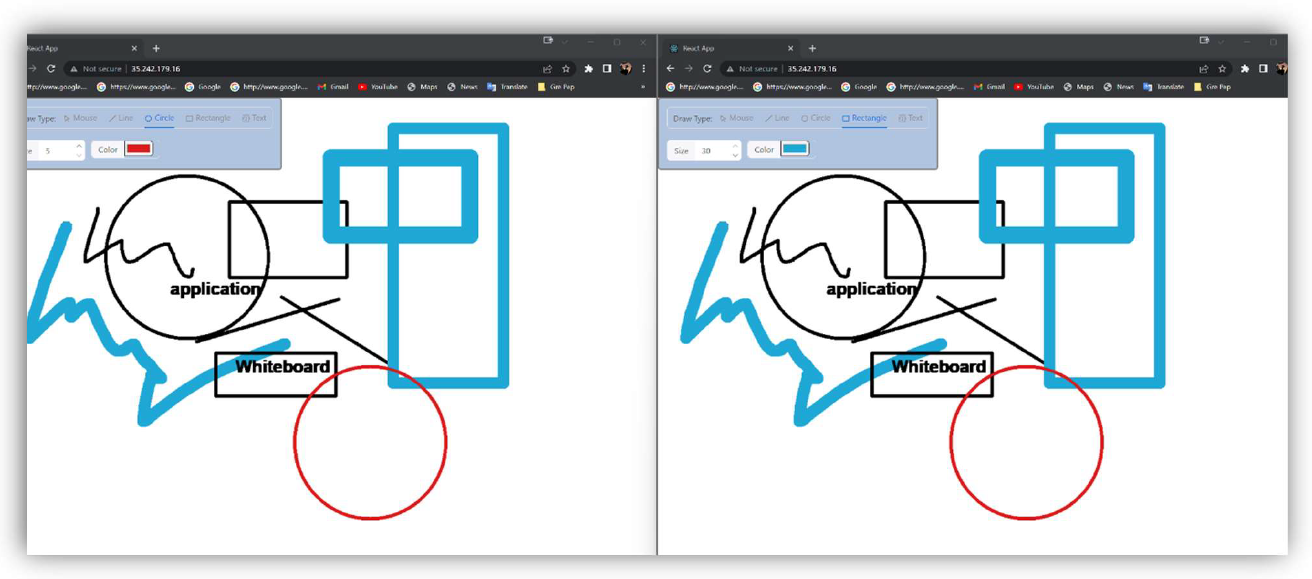 React App
Not secure | 35.242.179.16
http://www.google... https://www.google... Google http://www.google... Gmail YouTube Maps News Translate Gre Pep »
Draw Type: Mouse Line Circle Rectangle Text
5 Color
application
Whiteboard
React App
Not secure | 35.242.179.16
http://www.google... https://www.google... Google http://www.google... Gmail YouTube Maps News Translate Gre Pep
Draw Type: Mouse Line Circle Rectangle Text
Size 30 Color
application
Whiteboard